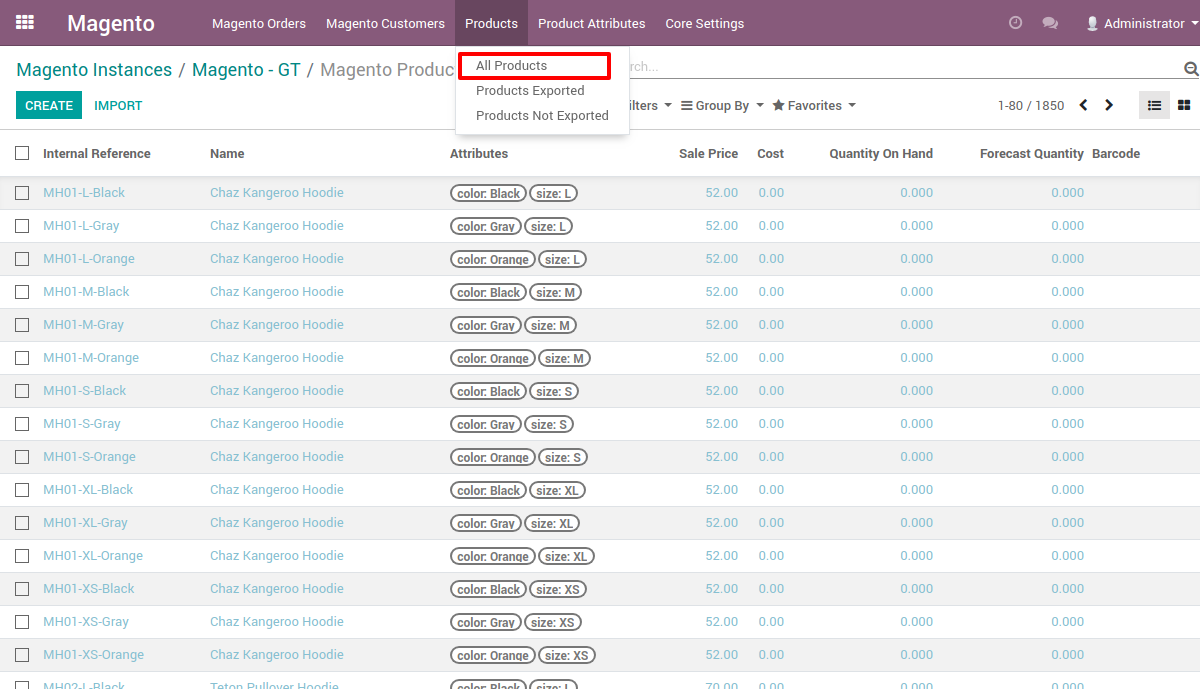 Magento Magento Orders Magento Customers Products Product Attributes Core Settings Administrator
Magento Instances / Magento - GT / Magento Produc
rch...
All Products
Products Exported
Products Not Exported
CREATE IMPORT ilters Group By Favorites 1-80 / 1850
Internal Reference Name Attributes Sale Price Cost Quantity On Hand Forecast Quantity Barcode
MH01-L-Black Chaz Kangeroo Hoodie color: Black size: L 52.00 0.00 0.000 0.000
MH01-L-Gray Chaz Kangeroo Hoodie color: Gray size: L 52.00 0.00 0.000 0.000
MH01-L-Orange Chaz Kangeroo Hoodie color: Orange size: L 52.00 0.00 0.000 0.000
MH01-M-Black Chaz Kangeroo Hoodie color: Black size: M 52.00 0.00 0.000 0.000
MH01-M-Gray Chaz Kangeroo Hoodie color: Gray size: M 52.00 0.00 0.000 0.000
MH01-M-Orange Chaz Kangeroo Hoodie color: Orange size: M 52.00 0.00 0.000 0.000
MH01-S-Black Chaz Kangeroo Hoodie color: Black size: S 52.00 0.00 0.000 0.000
MH01-S-Gray Chaz Kangeroo Hoodie color: Gray size: S 52.00 0.00 0.000 0.000
MH01-S-Orange Chaz Kangeroo Hoodie color: Orange size: S 52.00 0.00 0.000 0.000
MH01-XL-Black Chaz Kangeroo Hoodie color: Black size: XL 52.00 0.00 0.000 0.000
MH01-XL-Gray Chaz Kangeroo Hoodie color: Gray size: XL 52.00 0.00 0.000 0.000
MH01-XL-Orange Chaz Kangeroo Hoodie color: Orange size: XL 52.00 0.00 0.000 0.000
MH01-XS-Black Chaz Kangeroo Hoodie color: Black size: XS 52.00 0.00 0.000 0.000
MH01-XS-Gray Chaz Kangeroo Hoodie color: Gray size: XS 52.00 0.00 0.000 0.000
MH01-XS-Orange Chaz Kangeroo Hoodie color: Orange size: XS 52.00 0.00 0.000 0.000
MH02-L-Black Teton Pullover Hoodie color: Black size: L 70.00 0.00 0.000 0.000